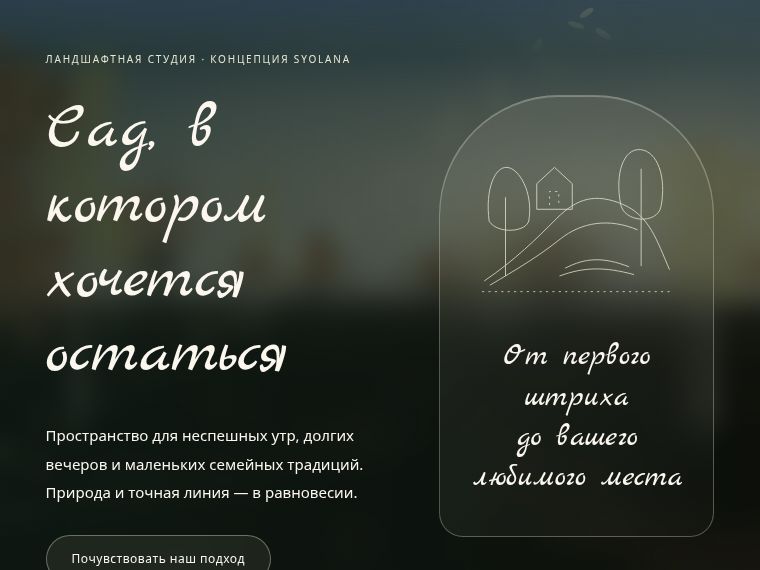 ЛАНДШАФТНАЯ СТУДИЯ · КОНЦЕПЦИЯ SYOLANA
Сад, в
котором
хочется
остаться
Пространство для неспешных утр, долгих
вечеров и маленьких семейных традиций.
Природа и точная линия — в равновесии.
Почувствовать наш подход
От первого
штриха
до вашего
любимого места